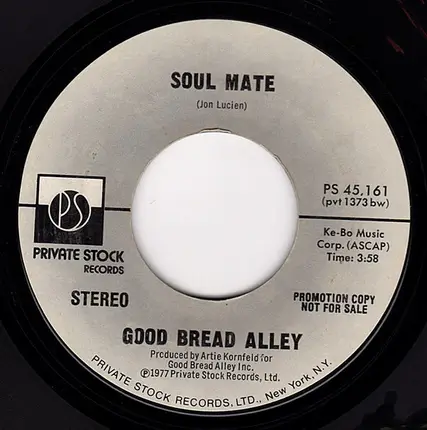 SOUL MATE
(Jon Lucien)
PS 45,161
(pvt 1373 bw)
PS
PRIVATE STOCK
RECORDS
Ke-Bo Music
Corp. (ASCAP)
Time: 3:58
STEREO
PROMOTION COPY
NOT FOR SALE
GOOD BREAD ALLEY
Produced by Artie Kornfeld for
Good Bread Alley Inc.
Ⓟ1977 Private Stock Records, Ltd.
PRIVATE STOCK RECORDS, LTD., New York, N.Y.